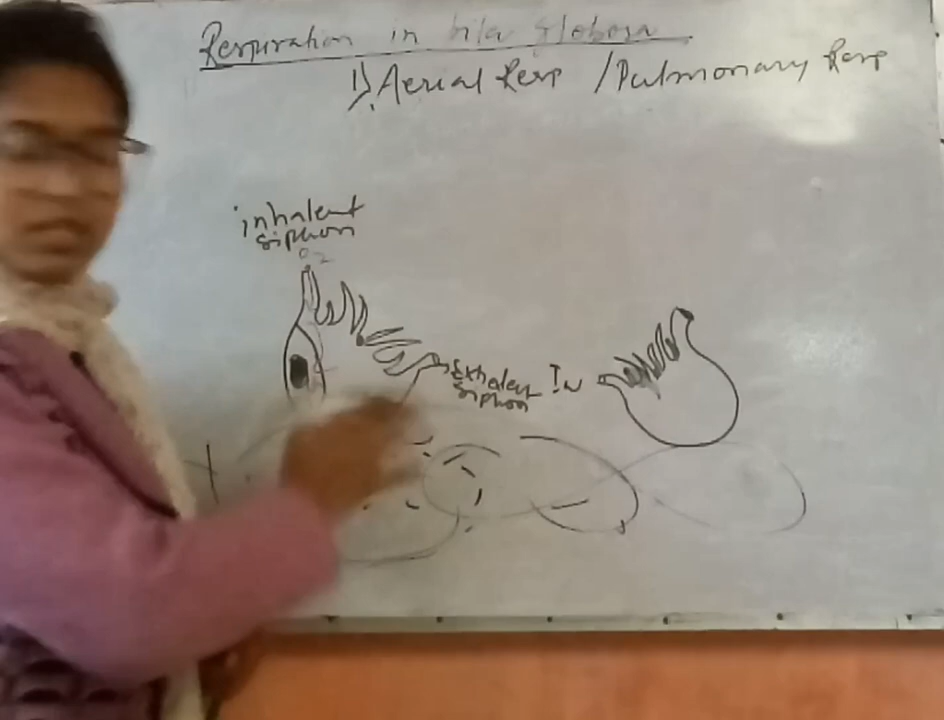 Respiration in pila globosa
1). Aerial Resp / Pulmonary Resp
inhalent
siphon
O2
Exhalent
siphon
In